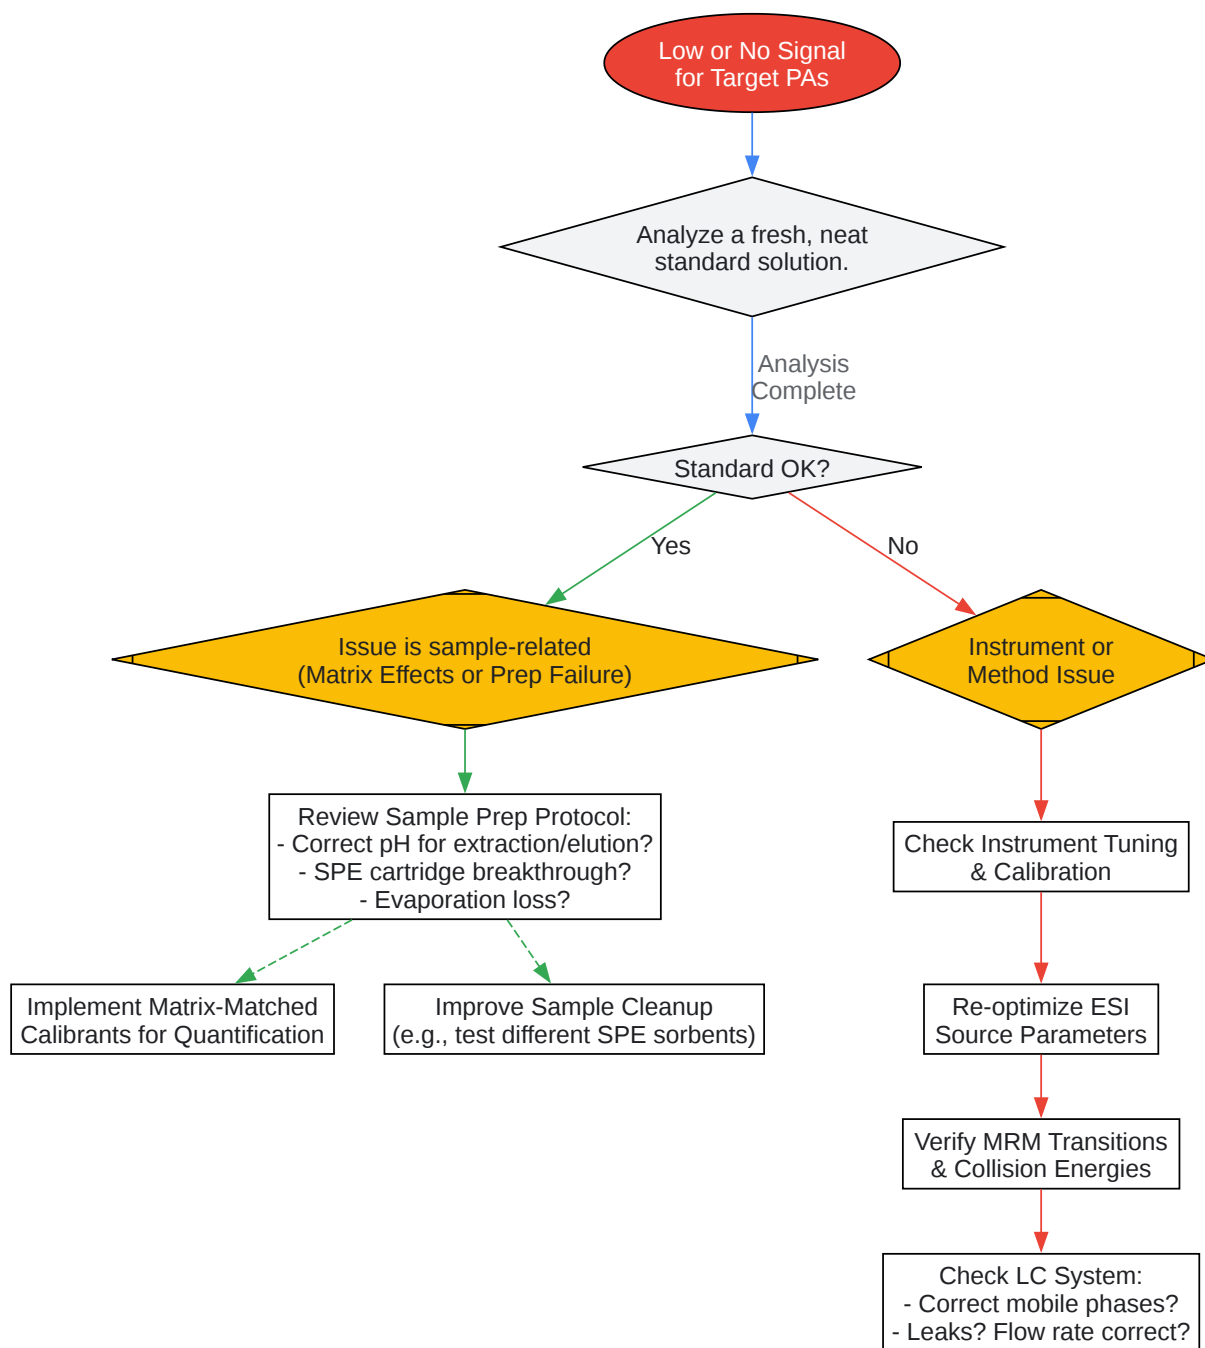 Low or No Signal
for Target PAs
Analyze a fresh, neat
standard solution.
Analysis
Complete
Standard OK?
Yes
No
Issue is sample-related
(Matrix Effects or Prep Failure)
Instrument or
Method Issue
Review Sample Prep Protocol:
- Correct pH for extraction/elution?
- SPE cartridge breakthrough?
- Evaporation loss?
Check Instrument Tuning
& Calibration
Implement Matrix-Matched
Calibrants for Quantification
Improve Sample Cleanup
(e.g., test different SPE sorbents)
Re-optimize ESI
Source Parameters
Verify MRM Transitions
& Collision Energies
Check LC System:
- Correct mobile phases?
- Leaks? Flow rate correct?